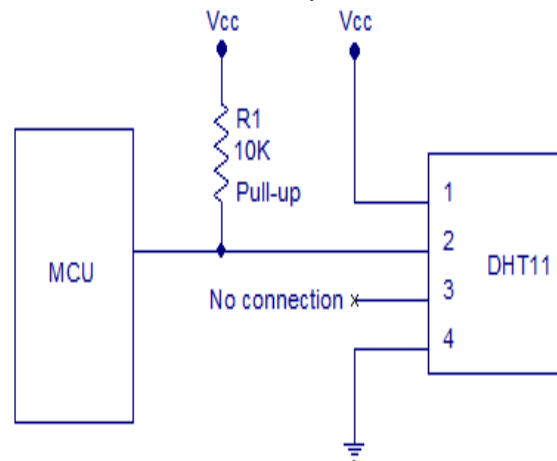 Vcc
Vcc
R1
10K
Pull-up
1
2
MCU
DHT11
No connection
3
4